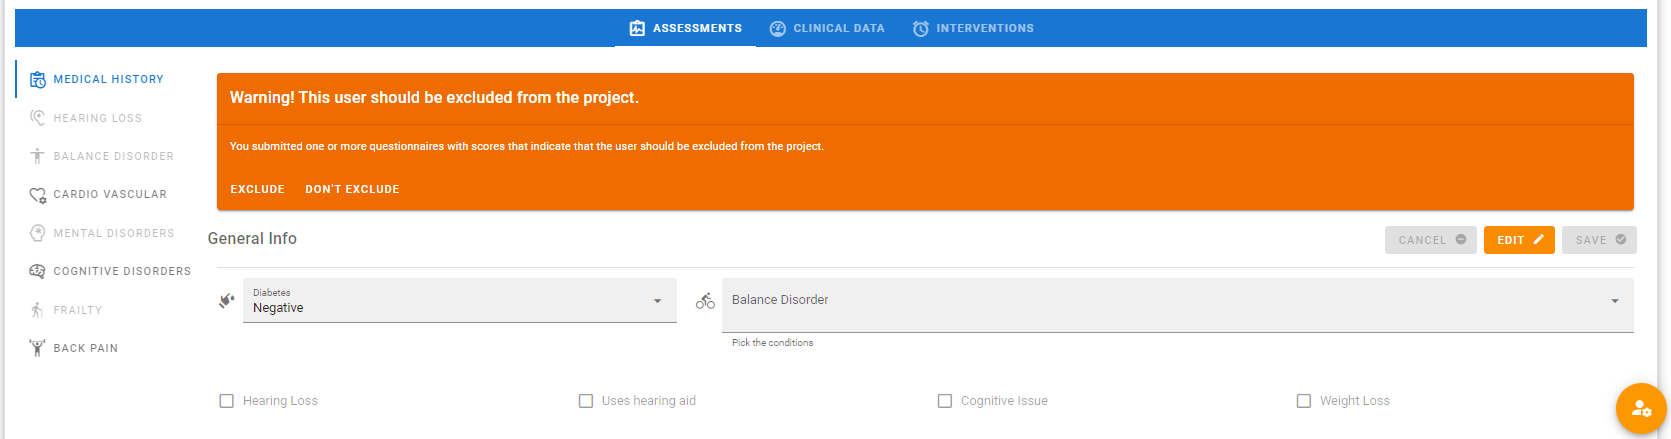 ASSESSMENTS
CLINICAL DATA
INTERVENTIONS
MEDICAL HISTORY
HEARING LOSS
BALANCE DISORDER
CARDIO VASCULAR
MENTAL DISORDERS
COGNITIVE DISORDERS
FRAILTY
BACK PAIN
Warning! This user should be excluded from the project.
You submitted one or more questionnaires with scores that indicate that the user should be excluded from the project.
EXCLUDE
DON'T EXCLUDE
General Info
CANCEL
EDIT
SAVE
Diabetes
Negative
Balance Disorder
Pick the conditions
Hearing Loss
Uses hearing aid
Cognitive Issue
Weight Loss